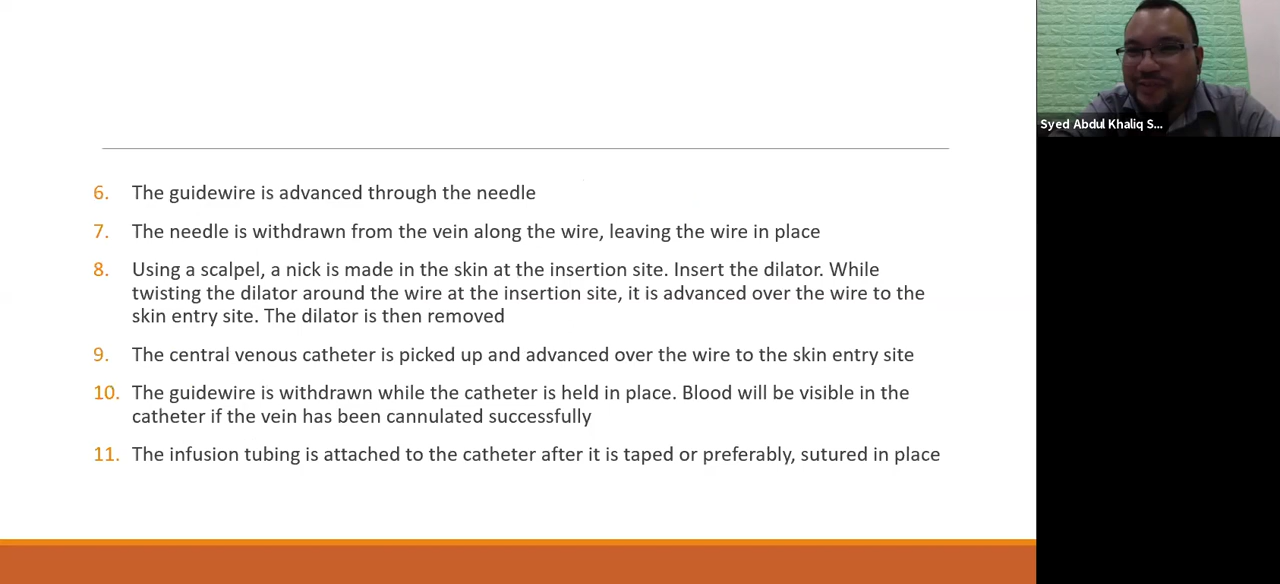 6. The guidewire is advanced through the needle
7. The needle is withdrawn from the vein along the wire, leaving the wire in place
8. Using a scalpel, a nick is made in the skin at the insertion site. Insert the dilator. While
twisting the dilator around the wire at the insertion site, it is advanced over the wire to the
skin entry site. The dilator is then removed
9. The central venous catheter is picked up and advanced over the wire to the skin entry site
10. The guidewire is withdrawn while the catheter is held in place. Blood will be visible in the
catheter if the vein has been cannulated successfully
11. The infusion tubing is attached to the catheter after it is taped or preferably, sutured in place
Syed Abdul Khaliq S...